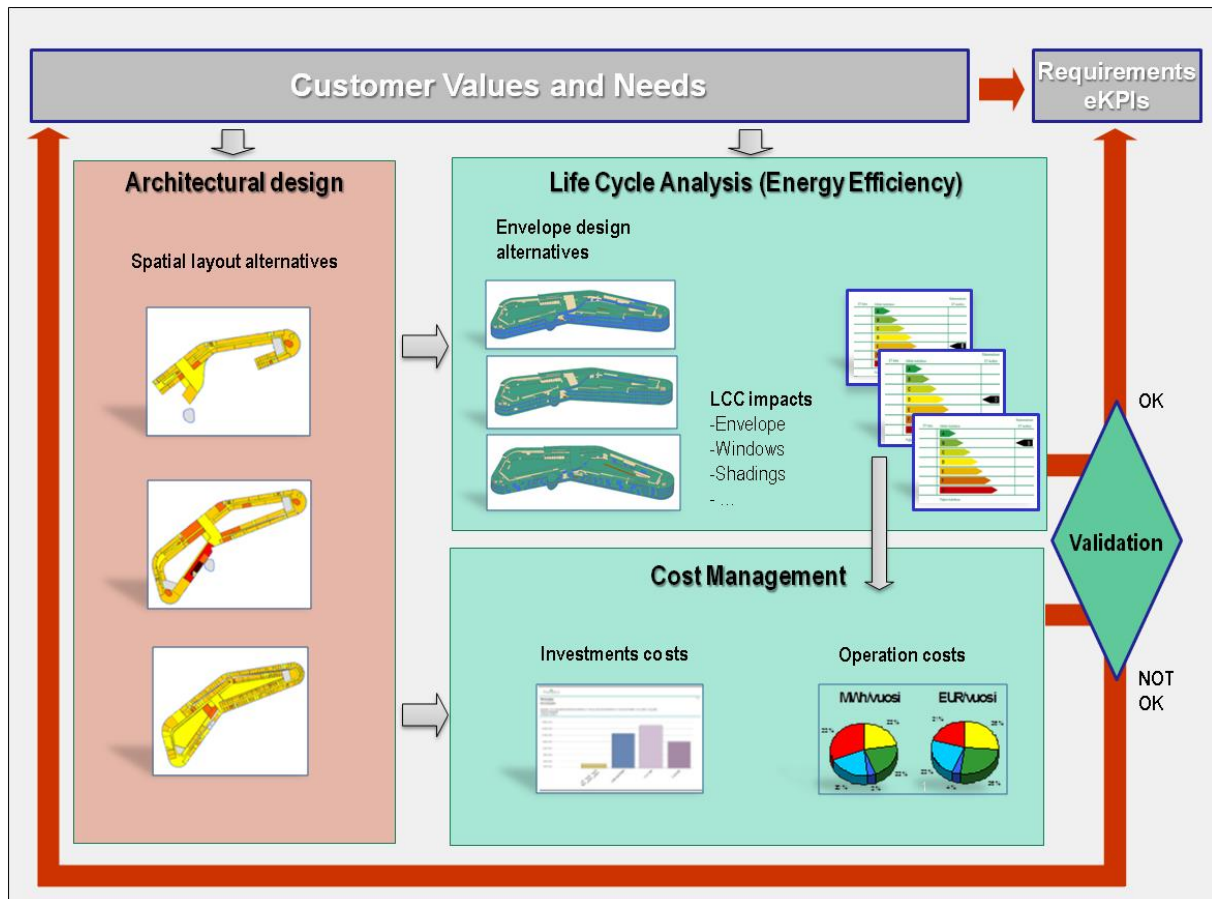 Customer Values and Needs
Requirements
eKPIs
Architectural design
Spatial layout alternatives
Life Cycle Analysis (Energy Efficiency)
Envelope design
alternatives
LCC impacts
-Envelope
-Windows
-Shadings
- ...
OK
Validation
NOT
OK
Cost Management
Investments costs
Operation costs
MWh/vuosi
EUR/vuosi